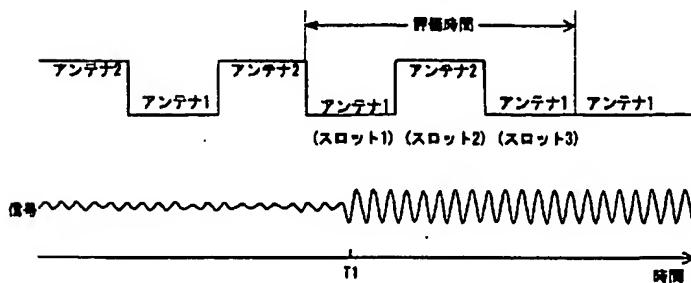 評価時間
アンテナ2 アンテナ1 アンテナ2 アンテナ1 アンテナ2 アンテナ1 アンテナ1
(スロット1) (スロット2) (スロット3)
信号
T1
時間